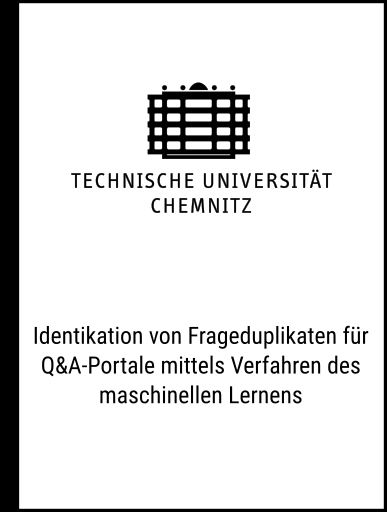 TECHNISCHE UNIVERSITÄT
CHEMNITZ
Identikation von Frageduplikaten für
Q&A-Portale mittels Verfahren des
maschinellen Lernens